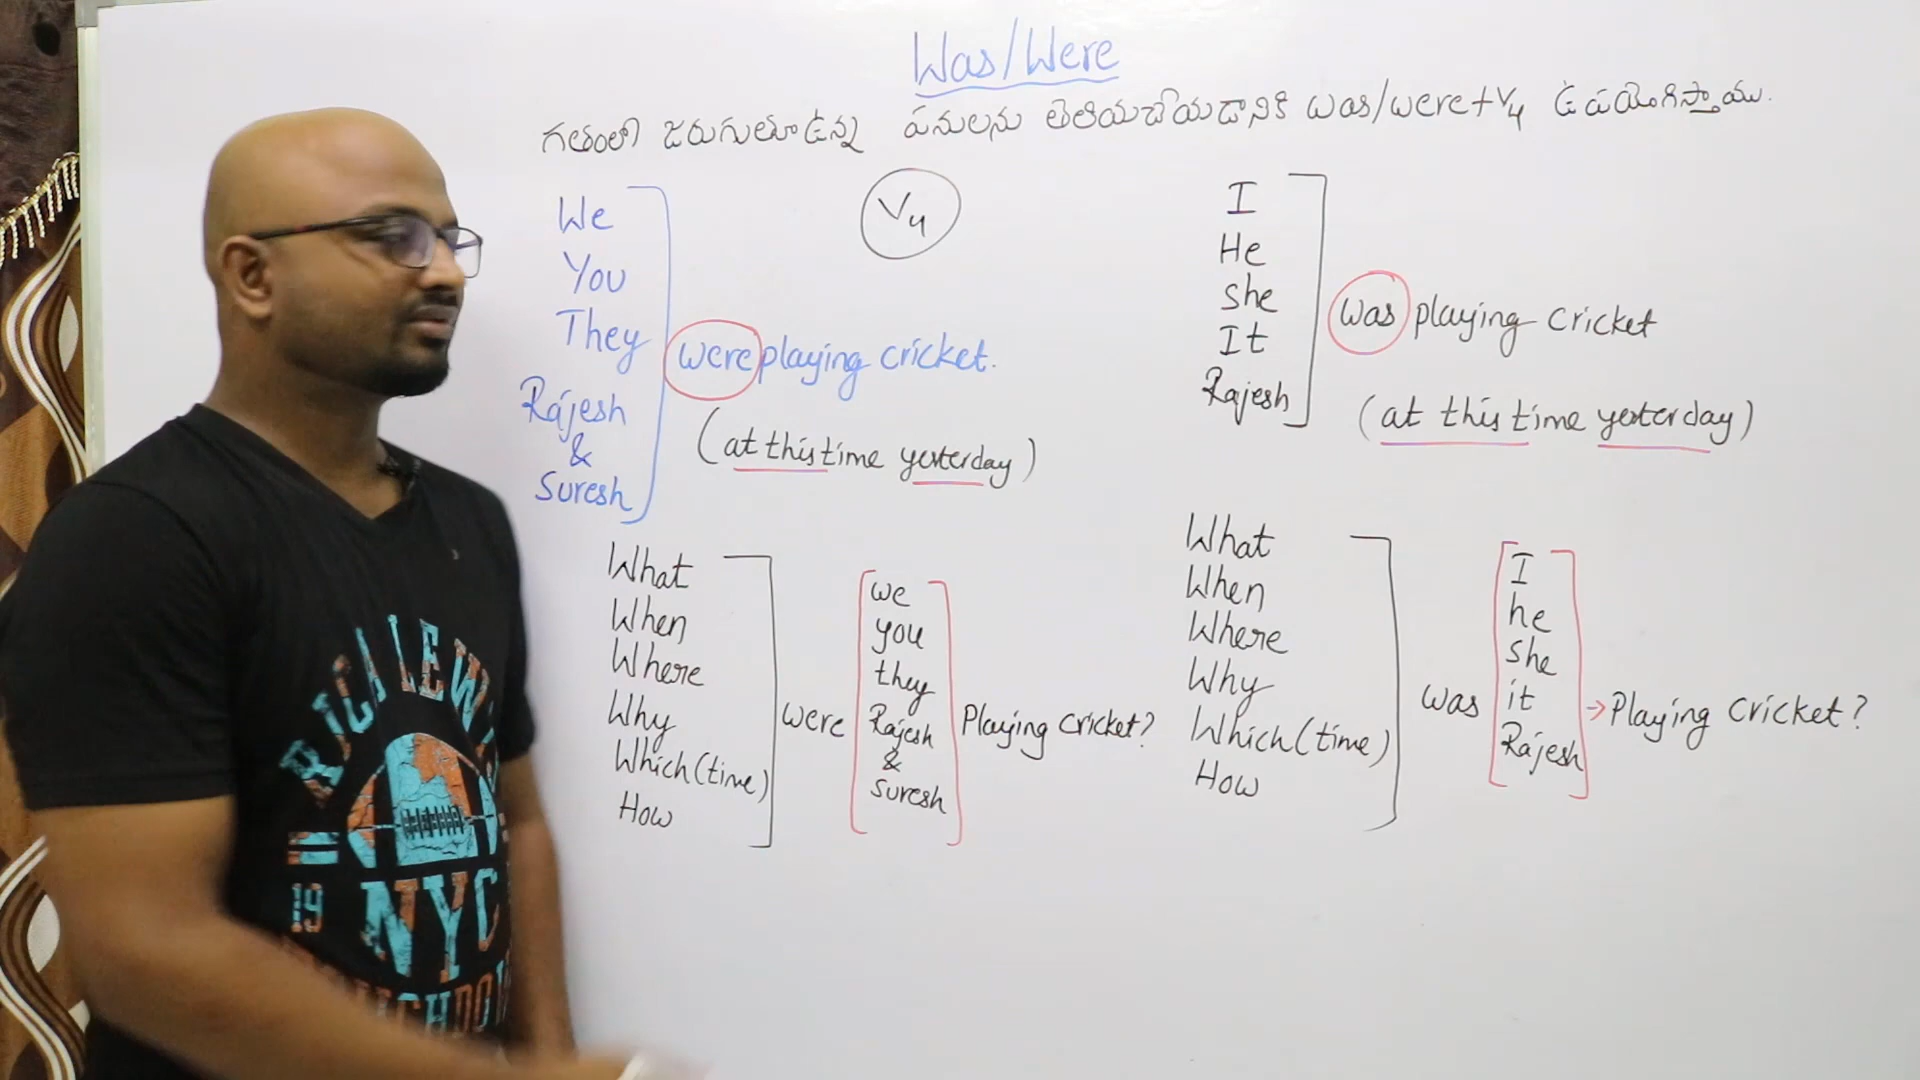 Was/Were
గతంలో జరుగుతూ ఉన్న పనులను తెలియచేయడానికి was/were+V4 ఉపయోగిస్తాము.
V4
We
You
They
Rajesh
&
Suresh
were playing cricket.
(at this time yesterday)
I
He
She
It
Rajesh
was playing cricket
(at this time yesterday)
What
When
Where
Why
Which(time)
How
were
we
you
they
Rajesh
&
suresh
Playing cricket?
What
When
Where
Why
Which(time)
How
was
I
he
she
it
Rajesh
→ Playing cricket?
19
NYC